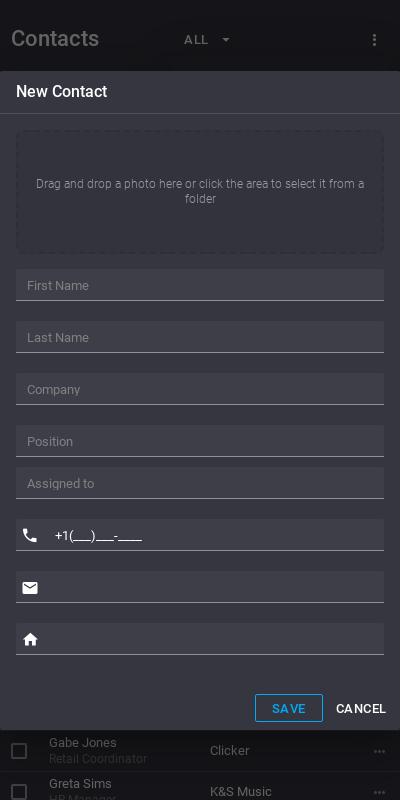 Contacts
ALL
New Contact
Drag and drop a photo here or click the area to select it from a
folder
First Name
Last Name
Company
Position
Assigned to
+1(___)___-____
SAVE
CANCEL
Gabe Jones
Clicker
Retail Coordinator
Greta Sims
K&S Music
HR Manager